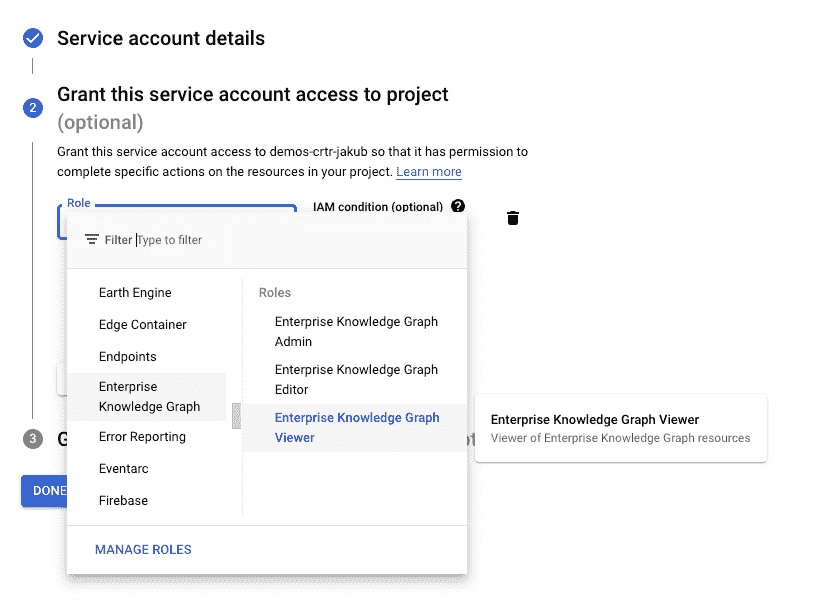 Service account details
2
Grant this service account access to project
(optional)
Grant this service account access to demos-crtr-jakub so that it has permission to
complete specific actions on the resources in your project. Learn more
Role
IAM condition (optional) ?
Filter Type to filter
Earth Engine
Edge Container
Endpoints
Enterprise
Knowledge Graph
Error Reporting
Eventarc
Firebase
Roles
Enterprise Knowledge Graph
Admin
Enterprise Knowledge Graph
Editor
Enterprise Knowledge Graph
Viewer
Enterprise Knowledge Graph Viewer
Viewer of Enterprise Knowledge Graph resources
3
DONE
MANAGE ROLES